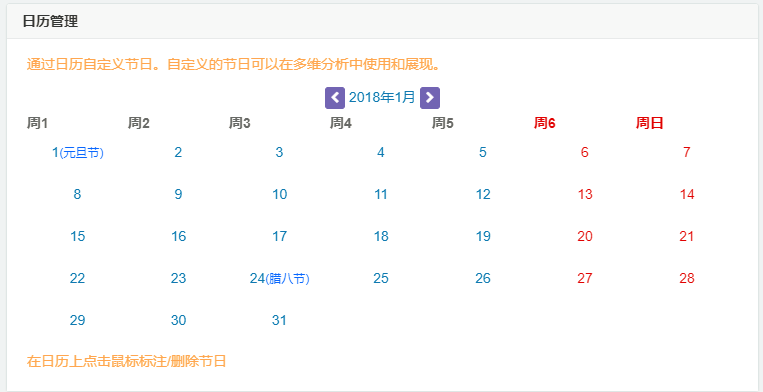 日历管理
通过日历自定义节日。自定义的节日可以在多维分析中使用和展现。
2018年1月
周1 周2 周3 周4 周5 周6 周日
1(元旦节) 2 3 4 5 6 7
8 9 10 11 12 13 14
15 16 17 18 19 20 21
22 23 24(腊八节) 25 26 27 28
29 30 31
在日历上点击鼠标标注/删除节日